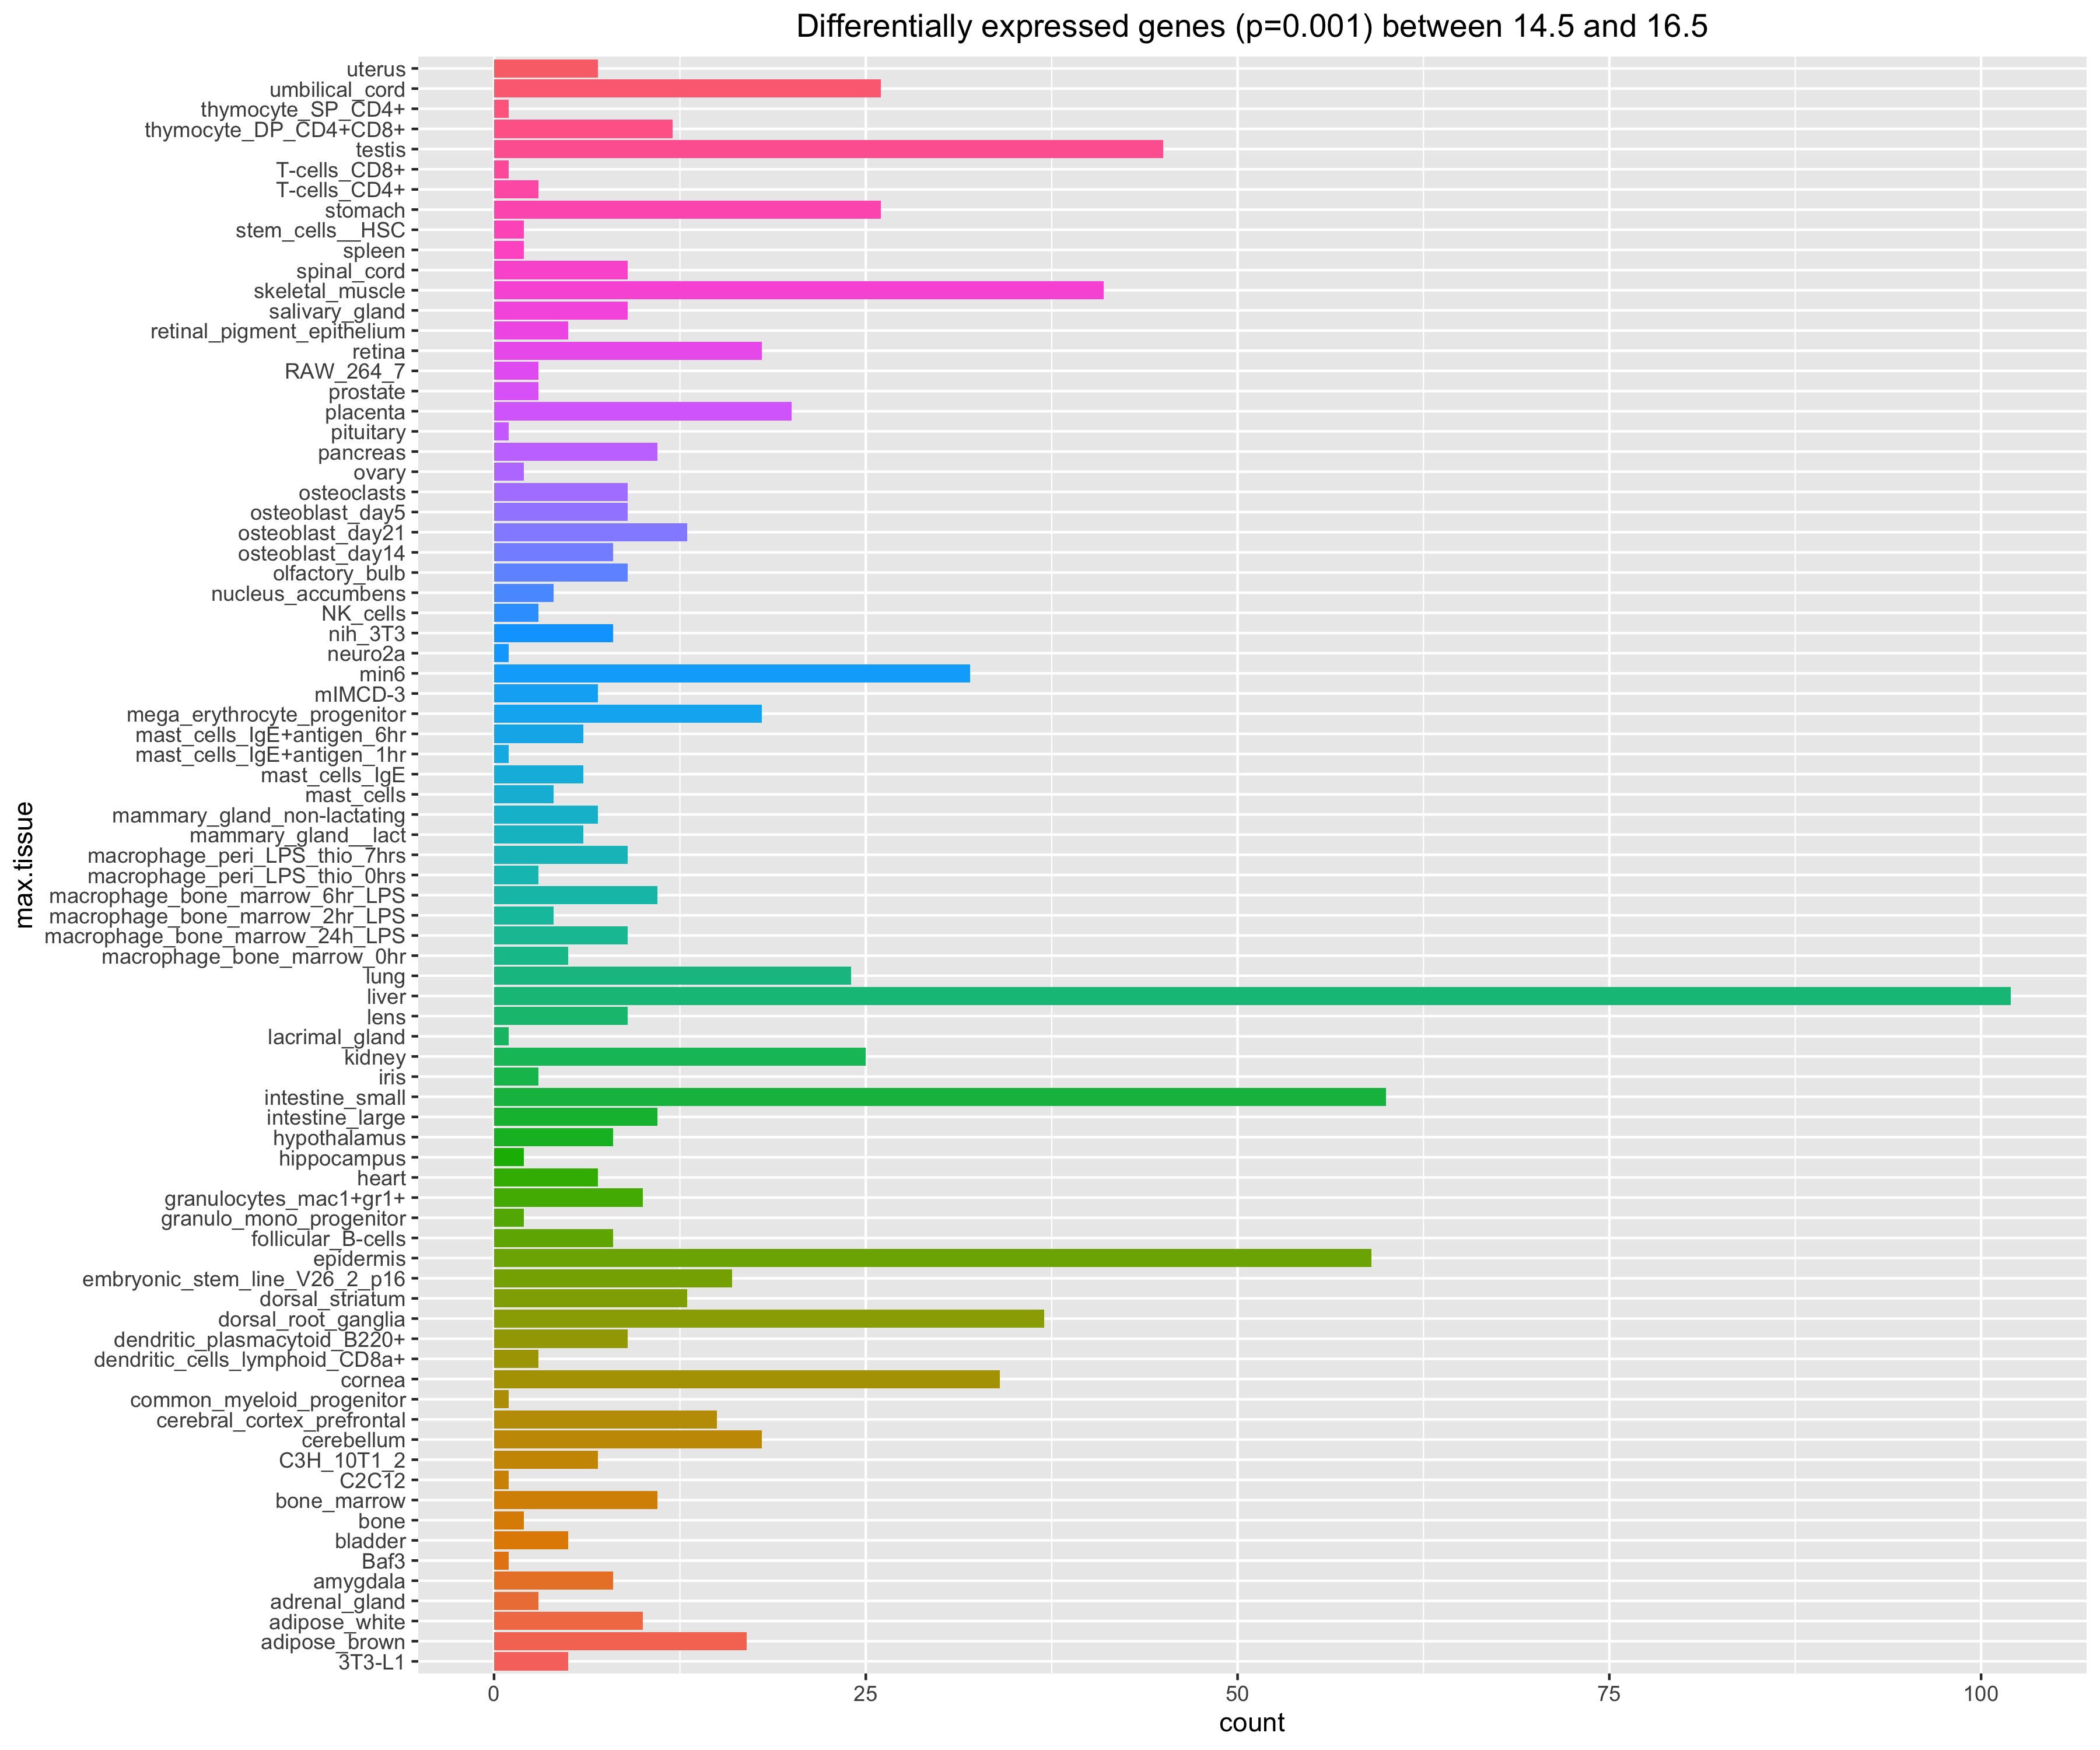 Differentially expressed genes (p=0.001) between 14.5 and 16.5
uterus
umbilical_cord
thymocyte_SP_CD4+
thymocyte_DP_CD4+CD8+
testis
T-cells_CD8+
T-cells_CD4+
stomach
stem_cells__HSC
spleen
spinal_cord
skeletal_muscle
salivary_gland
retinal_pigment_epithelium
retina
RAW_264_7
prostate
placenta
pituitary
pancreas
ovary
osteoclasts
osteoblast_day5
osteoblast_day21
osteoblast_day14
olfactory_bulb
nucleus_accumbens
NK_cells
nih_3T3
neuro2a
min6
mIMCD-3
mega_erythrocyte_progenitor
mast_cells_IgE+antigen_6hr
mast_cells_IgE+antigen_1hr
mast_cells_IgE
mast_cells
mammary_gland_non-lactating
mammary_gland__lact
macrophage_peri_LPS_thio_7hrs
macrophage_peri_LPS_thio_0hrs
macrophage_bone_marrow_6hr_LPS
macrophage_bone_marrow_2hr_LPS
macrophage_bone_marrow_24h_LPS
macrophage_bone_marrow_0hr
lung
liver
lens
lacrimal_gland
kidney
iris
intestine_small
intestine_large
hypothalamus
hippocampus
heart
granulocytes_mac1+gr1+
granulo_mono_progenitor
follicular_B-cells
epidermis
embryonic_stem_line_V26_2_p16
dorsal_striatum
dorsal_root_ganglia
dendritic_plasmacytoid_B220+
dendritic_cells_lymphoid_CD8a+
cornea
common_myeloid_progenitor
cerebral_cortex_prefrontal
cerebellum
C3H_10T1_2
C2C12
bone_marrow
bone
bladder
Baf3
amygdala
adrenal_gland
adipose_white
adipose_brown
3T3-L1
max.tissue
0 25 50 75 100
count